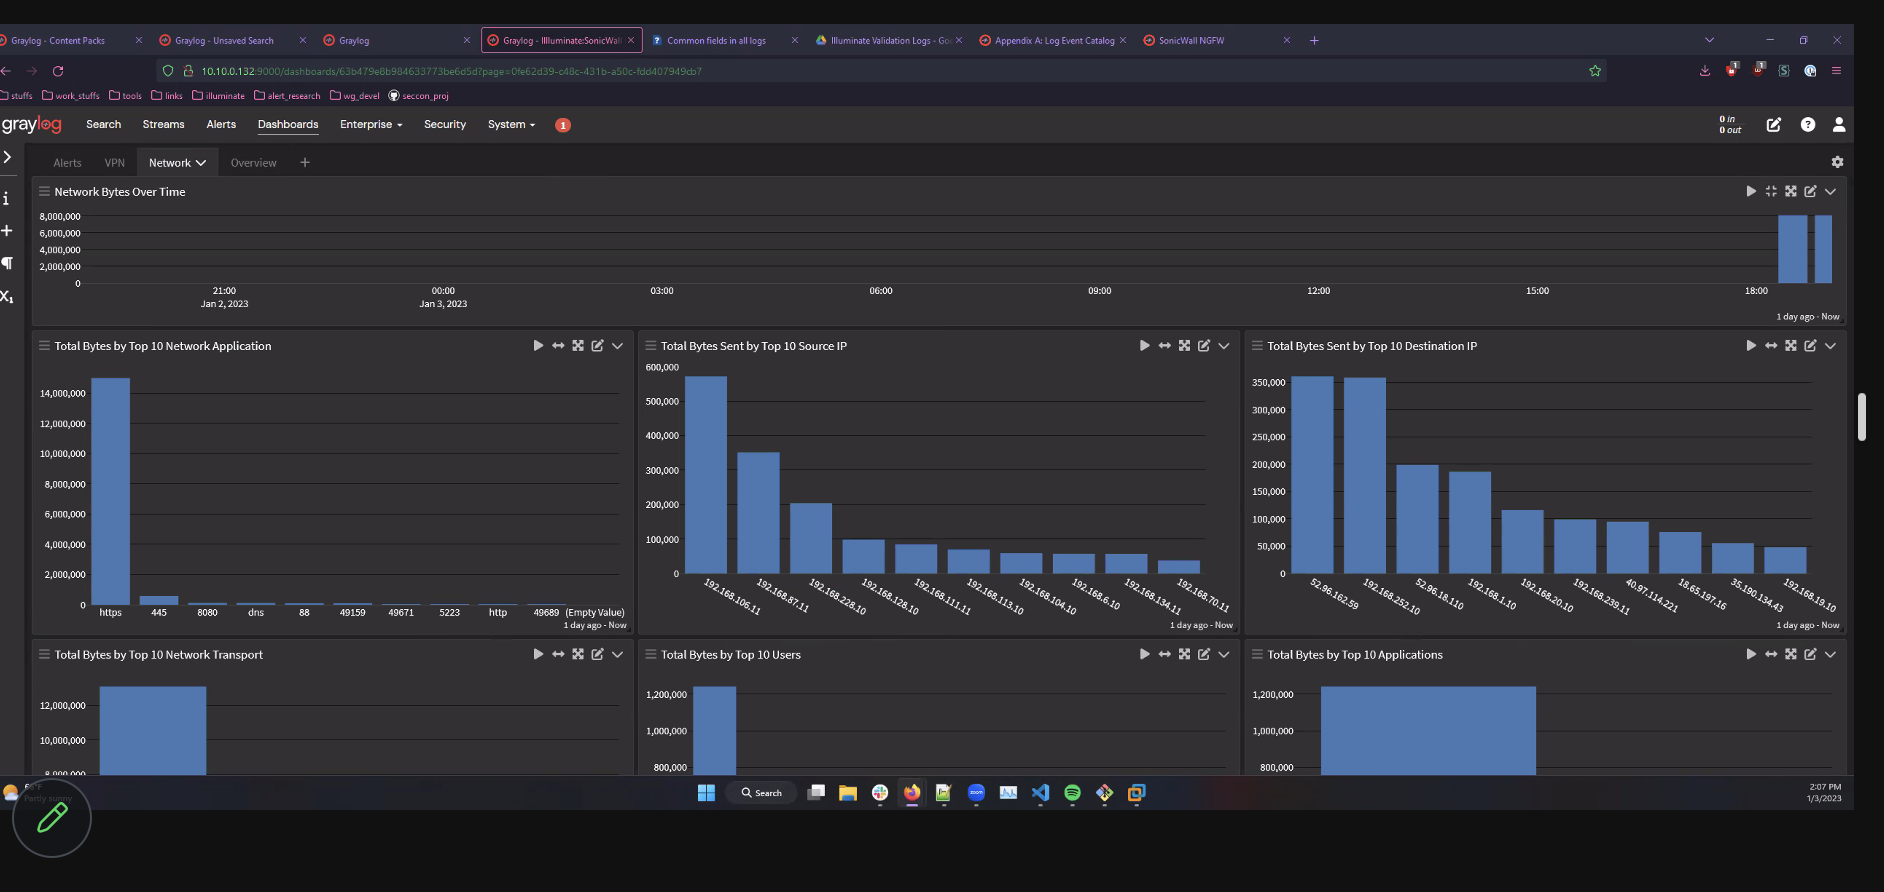 Graylog - Content Packs
Graylog - Unsaved Search
Graylog
Graylog - Illuminate:SonicWall
Common fields in all logs
Illuminate Validation Logs - Goo
Appendix A: Log Event Catalog
SonicWall NGFW
10.10.0.132:9000/dashboards/63b479e8b984633773be6d5d?page=0fe62d39-c48c-431b-a50c-fdd407949cb7
1
1
stuffs
work_stuffs
tools
links
illuminate
alert_research
wg_devel
seccon_proj
graylog
Search
Streams
Alerts
Dashboards
Enterprise
Security
System
1
0 in
0 out
Alerts
VPN
Network
Overview
Network Bytes Over Time
8,000,000
6,000,000
4,000,000
2,000,000
0
21:00
Jan 2, 2023
00:00
Jan 3, 2023
03:00
06:00
09:00
12:00
15:00
18:00
1 day ago - Now
Total Bytes by Top 10 Network Application
14,000,000
12,000,000
10,000,000
8,000,000
6,000,000
4,000,000
2,000,000
0
https
445
8080
dns
88
49159
49671
5223
http
49689
(Empty Value)
1 day ago - Now
Total Bytes Sent by Top 10 Source IP
600,000
500,000
400,000
300,000
200,000
100,000
0
192.168.106.11
192.168.87.11
192.168.228.10
192.168.128.10
192.168.111.11
192.168.113.10
192.168.104.10
192.168.6.10
192.168.134.11
192.168.70.11
1 day ago - Now
Total Bytes Sent by Top 10 Destination IP
350,000
300,000
250,000
200,000
150,000
100,000
50,000
0
52.96.162.59
192.168.252.10
52.96.18.110
192.168.1.10
192.168.20.10
192.168.239.11
40.97.114.221
18.65.197.16
35.190.134.43
192.168.19.10
1 day ago - Now
Total Bytes by Top 10 Network Transport
12,000,000
10,000,000
8,000,000
Total Bytes by Top 10 Users
1,200,000
1,000,000
800,000
Total Bytes by Top 10 Applications
1,200,000
1,000,000
800,000
Partly sunny
Search
zoom
2:07 PM
1/3/2023